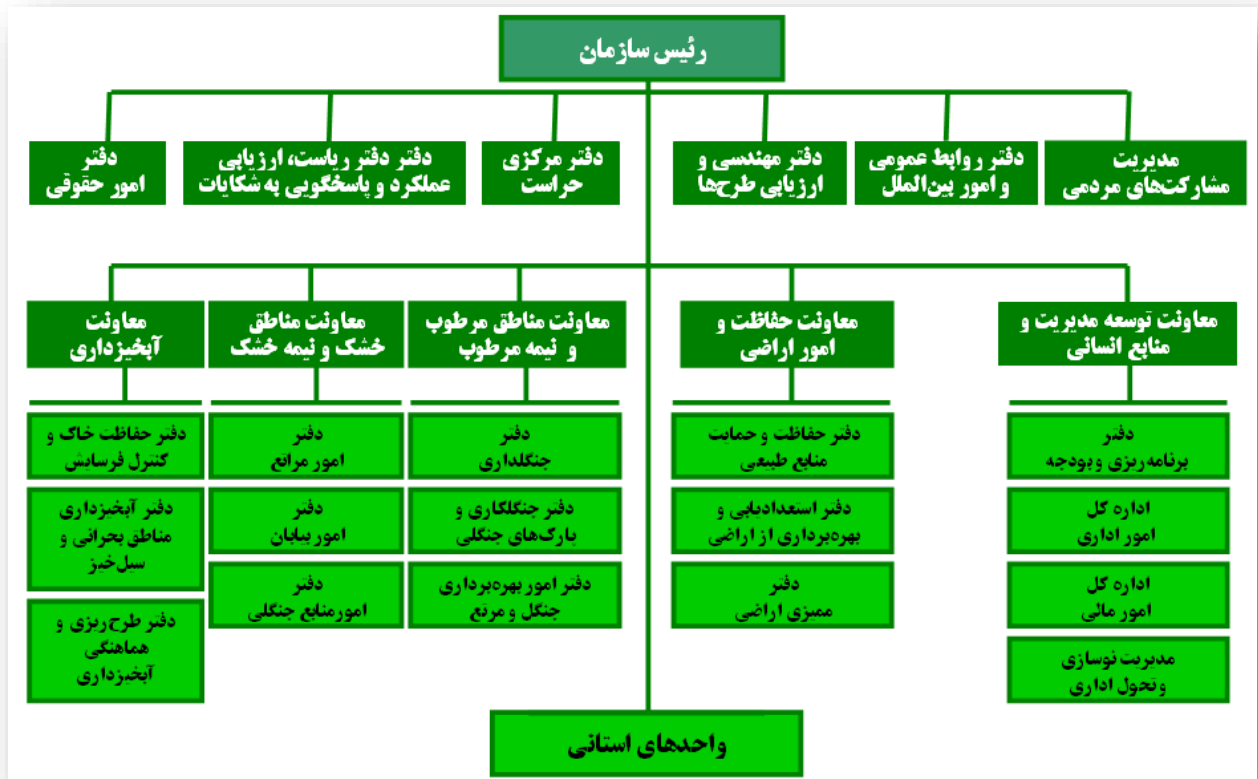 رئیس سازمان
مدیریت
مشارکت‌های مردمی
دفتر روابط عمومی
و امور بین‌الملل
دفتر مهندسی و
ارزیابی طرح‌ها
دفتر مرکزی
حراست
دفتر دفتر ریاست، ارزیابی
عملکرد و پاسخگویی به شکایات
دفتر
امور حقوقی
معاونت توسعه مدیریت و
منابع انسانی
معاونت حفاظت و
امور اراضی
معاونت مناطق مرطوب
و نیمه مرطوب
معاونت مناطق
خشک و نیمه خشک
معاونت
آبخیزداری
دفتر
برنامه‌ریزی و بودجه
اداره کل
امور اداری
اداره کل
امور مالی
مدیریت نوسازی
و تحول اداری
دفتر حفاظت و حمایت
منابع طبیعی
دفتر استعدادیابی و
بهره‌برداری از اراضی
دفتر
ممیزی اراضی
دفتر
جنگلداری
دفتر جنگلکاری و
پارک‌های جنگلی
دفتر امور بهره‌برداری
جنگل و مرتع
دفتر
امور مراتع
دفتر
امور بیابان
دفتر
امور منابع جنگلی
دفتر حفاظت خاک و
کنترل فرسایش
دفتر آبخیزداری
مناطق بحرانی و
سیل‌خیز
دفتر طرح‌ریزی و
هماهنگی
آبخیزداری
واحدهای استانی